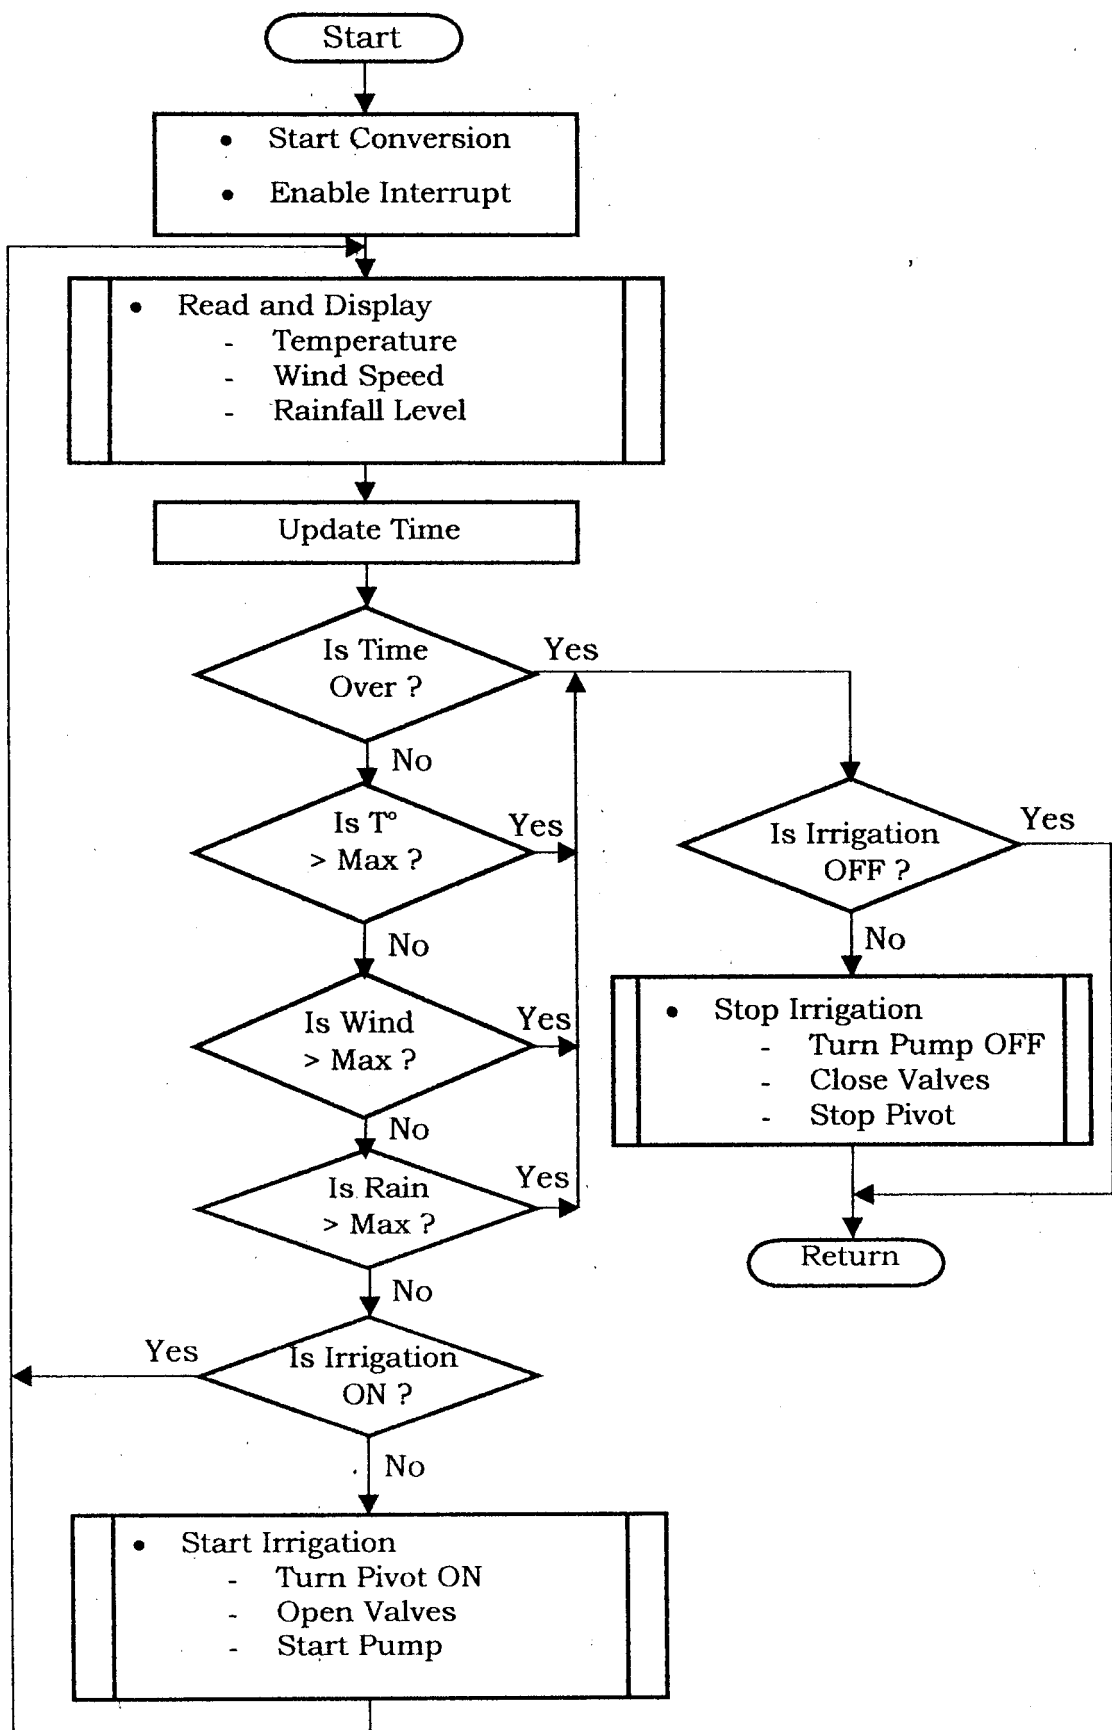 Start
• Start Conversion
• Enable Interrupt
• Read and Display
- Temperature
- Wind Speed
- Rainfall Level
Update Time
Is Time
Over ?
Yes
No
Is T°
> Max ?
Yes
No
Is Wind
> Max ?
Yes
No
Is Rain
> Max ?
Yes
No
Is Irrigation
ON ?
Yes
No
• Start Irrigation
- Turn Pivot ON
- Open Valves
- Start Pump
Is Irrigation
OFF ?
Yes
No
• Stop Irrigation
- Turn Pump OFF
- Close Valves
- Stop Pivot
Return